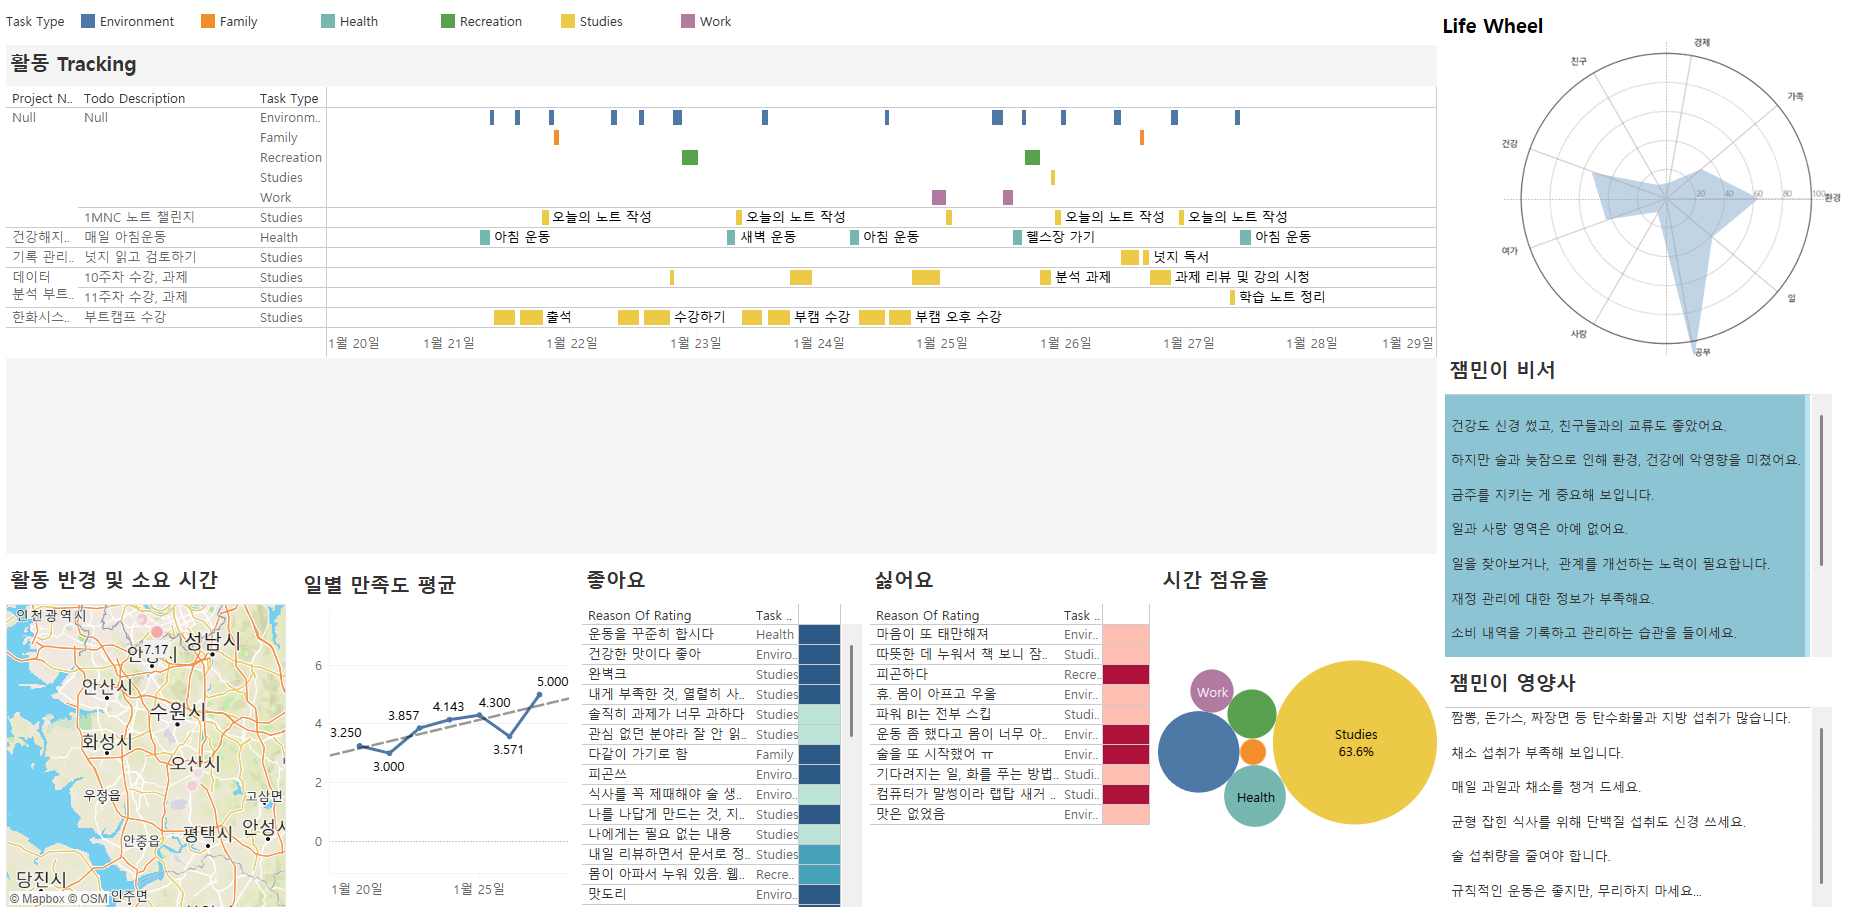 Task Type Environment Family Health Recreation Studies Work
활동 Tracking
Project N.. Todo Description Task Type
Null Null Environm..
Family
Recreation
Studies
Work
1MNC 노트 챌린지 Studies 오늘의 노트 작성 오늘의 노트 작성 오늘의 노트 작성 오늘의 노트 작성
건강해지.. 매일 아침운동 Health 아침 운동 새벽 운동 아침 운동 헬스장 가기 아침 운동
기록 관리.. 넛지 읽고 검토하기 Studies 넛지 독서
데이터 분석 부트.. 10주차 수강, 과제 Studies 분석 과제 과제 리뷰 및 강의 시청
11주차 수강, 과제 Studies 학습 노트 정리
한화시스.. 부트캠프 수강 Studies 출석 수강하기 부캠 수강 부캠 오후 수강
1월 20일 1월 21일 1월 22일 1월 23일 1월 24일 1월 25일 1월 26일 1월 27일 1월 28일 1월 29일
Life Wheel
경제
친구
가족
건강
20 40 60 80 100
환경
여가
일
사랑
공부
잼민이 비서
건강도 신경 썼고, 친구들과의 교류도 좋았어요.
하지만 술과 늦잠으로 인해 환경, 건강에 악영향을 미쳤어요.
금주를 지키는 게 중요해 보입니다.
일과 사랑 영역은 아예 없어요.
일을 찾아보거나, 관계를 개선하는 노력이 필요합니다.
재정 관리에 대한 정보가 부족해요.
소비 내역을 기록하고 관리하는 습관을 들이세요.
잼민이 영양사
짬뽕, 돈가스, 짜장면 등 탄수화물과 지방 섭취가 많습니다.
채소 섭취가 부족해 보입니다.
매일 과일과 채소를 챙겨 드세요.
균형 잡힌 식사를 위해 단백질 섭취도 신경 쓰세요.
술 섭취량을 줄여야 합니다.
규칙적인 운동은 좋지만, 무리하지 마세요...
활동 반경 및 소요 시간
인천광역시
성남시
7.17
안산시
수원시
화성시
오산시
우정읍
고삼면
안중읍
평택시
안성시
당진시
인주면
© Mapbox © OSM
일별 만족도 평균
6
4
2
0
3.250
3.000
3.857
4.143
4.300
3.571
5.000
1월 20일 1월 25일
좋아요
Reason Of Rating Task ..
운동을 꾸준히 합시다 Health
건강한 맛이다 좋아 Enviro..
완벽크 Studies
내게 부족한 것, 열렬히 사.. Studies
솔직히 과제가 너무 과하다 Studies
관심 없던 분야라 잘 안 읽.. Studies
다같이 가기로 함 Family
피곤쓰 Enviro..
식사를 꼭 제때해야 술 생.. Enviro..
나를 나답게 만드는 것, 지.. Studies
나에게는 필요 없는 내용 Studies
내일 리뷰하면서 문서로 정.. Studies
몸이 아파서 누워 있음. 웹.. Recre..
맛도리 Enviro..
싫어요
Reason Of Rating Task ..
마음이 또 태만해져 Envir..
따뜻한 데 누워서 책 보니 잠.. Studi..
피곤하다 Recre..
휴. 몸이 아프고 우울 Envir..
파워 BI는 전부 스킵 Studi..
운동 좀 했다고 몸이 너무 아.. Envir..
술을 또 시작했어 ㅠ Envir..
기다려지는 일, 화를 푸는 방법.. Studi..
컴퓨터가 말썽이라 랩탑 새거 .. Studi..
맛은 없었음 Envir..
시간 점유율
Work
Studies
63.6%
Health